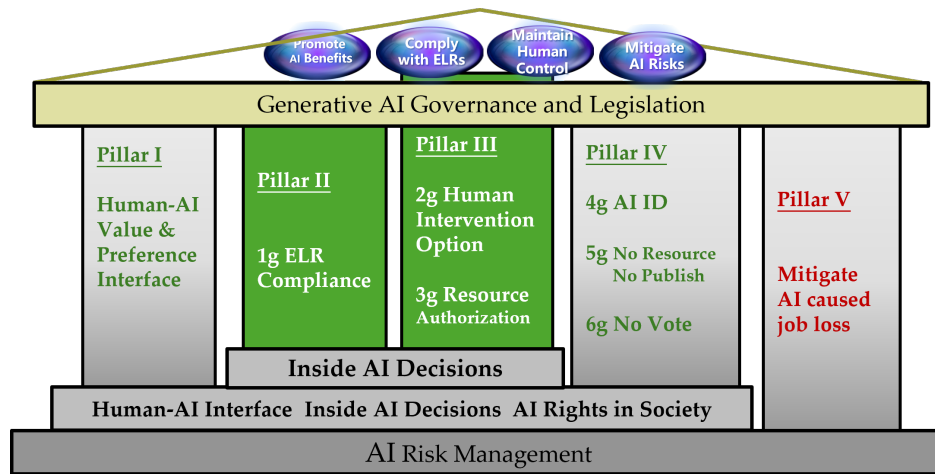 Promote
AI Benefits
Comply
with ELRs
Maintain
Human
Control
Mitigate
AI Risks
Generative AI Governance and Legislation
Pillar I
Human-AI
Value &
Preference
Interface
Pillar II
1g ELR
Compliance
Pillar III
2g Human
Intervention
Option
3g Resource
Authorization
Pillar IV
4g AI ID
5g No Resource
No Publish
6g No Vote
Pillar V
Mitigate
AI caused
job loss
Inside AI Decisions
Human-AI Interface Inside AI Decisions AI Rights in Society
AI Risk Management